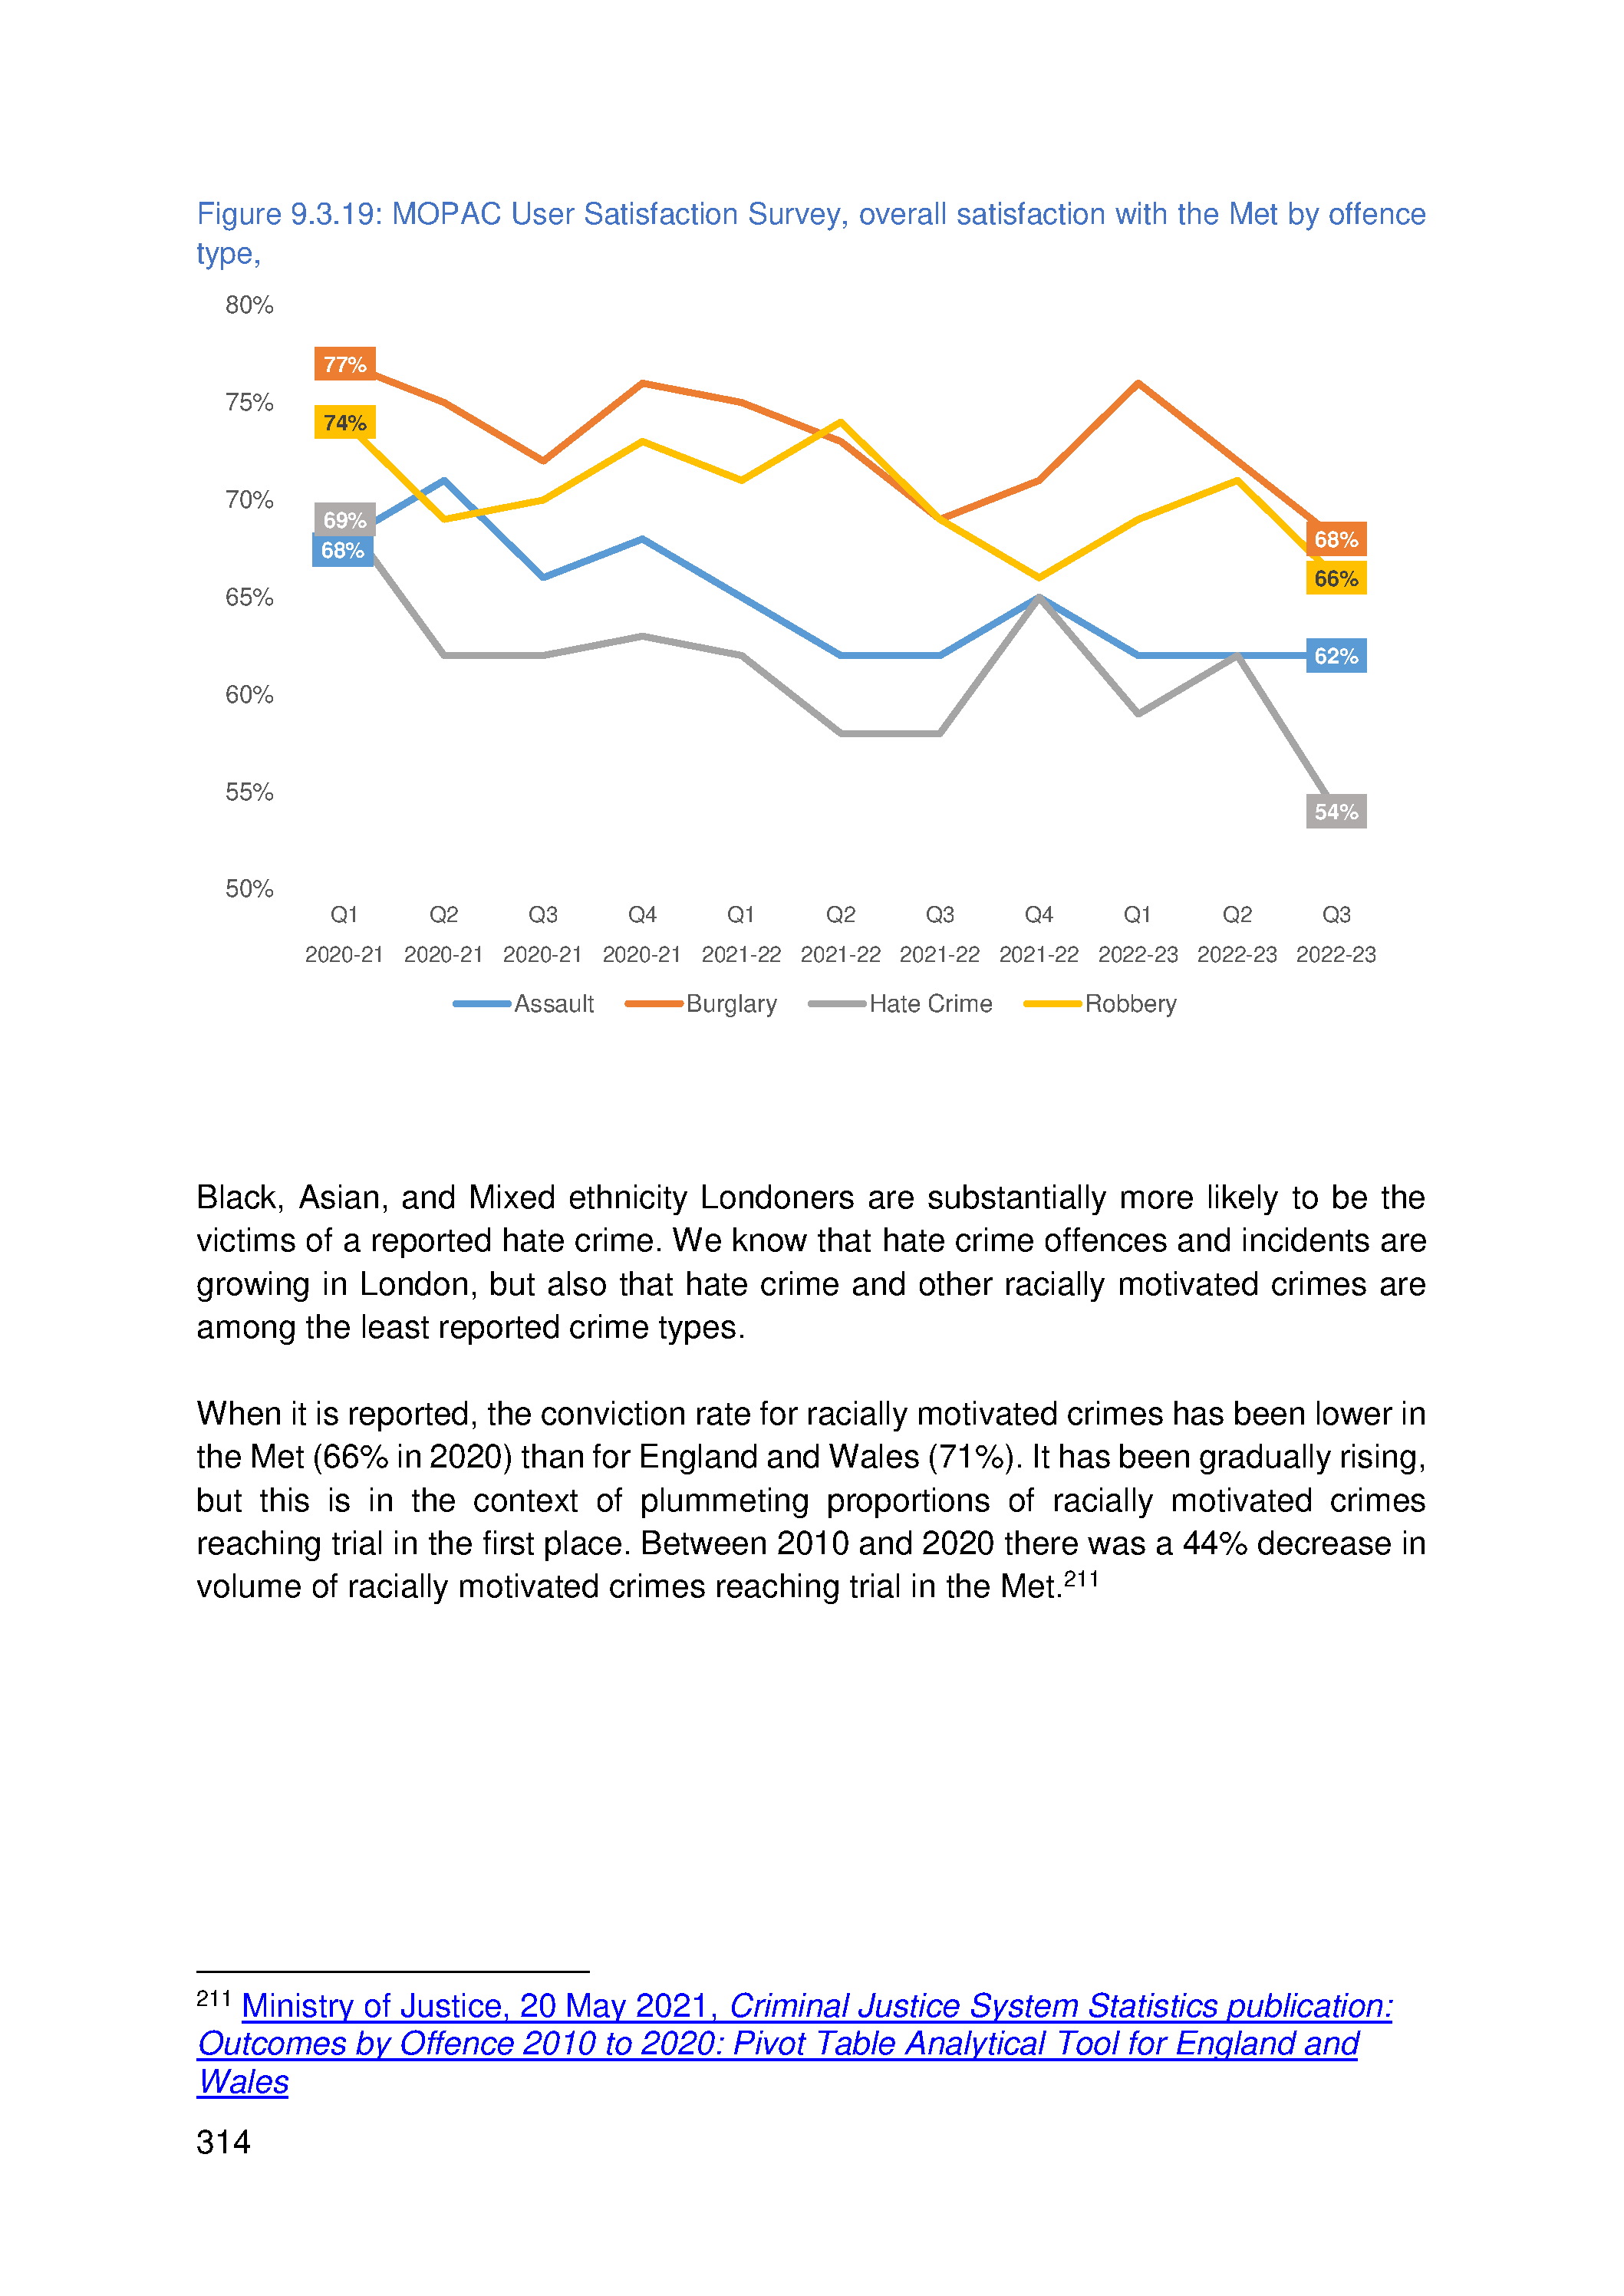 Figure 9.3.19: MOPAC User Satisfaction Survey, overall satisfaction with the Met by offence
type,
80%
77%
75%
74%
70%
69%
68%
68%
66%
65%
62%
60%
55%
54%
50%
Q1 Q2 Q3 Q4 Q1 Q2 Q3 Q4 Q1 Q2 Q3
2020-21 2020-21 2020-21 2020-21 2021-22 2021-22 2021-22 2021-22 2022-23 2022-23 2022-23
Assault Burglary Hate Crime Robbery
Black, Asian, and Mixed ethnicity Londoners are substantially more likely to be the
victims of a reported hate crime. We know that hate crime offences and incidents are
growing in London, but also that hate crime and other racially motivated crimes are
among the least reported crime types.
When it is reported, the conviction rate for racially motivated crimes has been lower in
the Met (66% in 2020) than for England and Wales (71%). It has been gradually rising,
but this is in the context of plummeting proportions of racially motivated crimes
reaching trial in the first place. Between 2010 and 2020 there was a 44% decrease in
volume of racially motivated crimes reaching trial in the Met.211
211 Ministry of Justice, 20 May 2021, Criminal Justice System Statistics publication:
Outcomes by Offence 2010 to 2020: Pivot Table Analytical Tool for England and
Wales
314